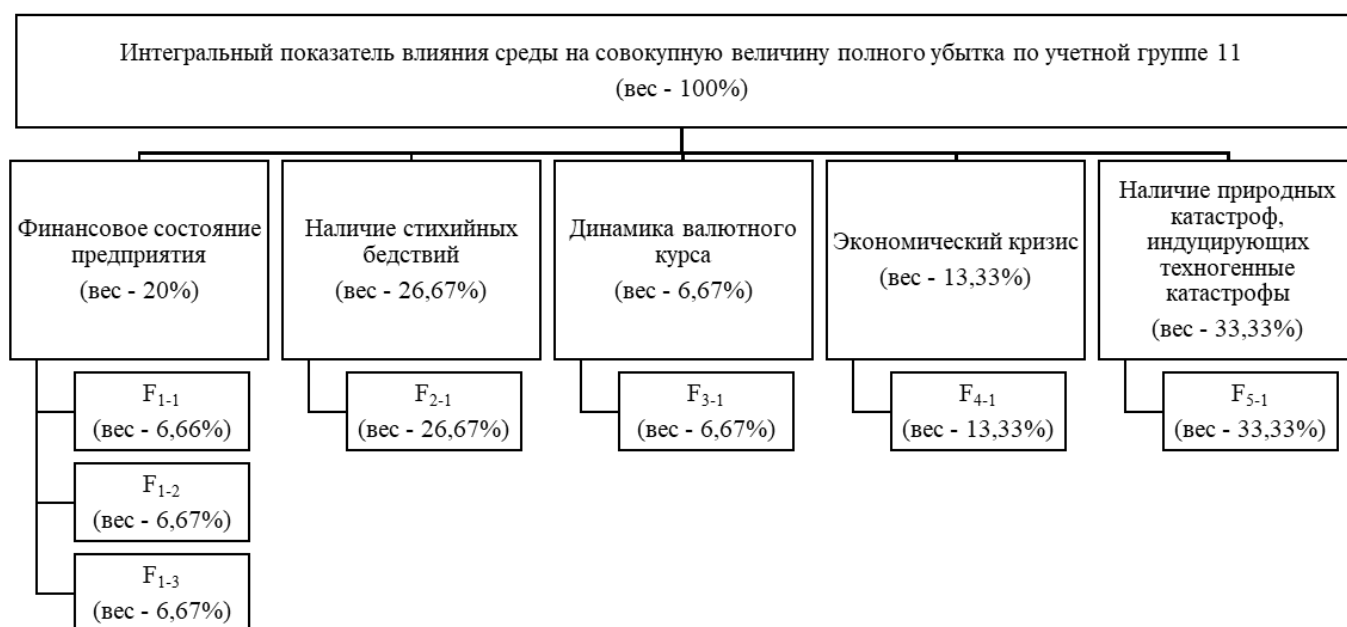 Интегральный показатель влияния среды на совокупную величину полного убытка по учетной группе 11
(вес - 100%)
Финансовое состояние
предприятия
(вес - 20%)
Наличие стихийных
бедствий
(вес - 26,67%)
Динамика валютного
курса
(вес - 6,67%)
Экономический кризис
(вес - 13,33%)
Наличие природных
катастроф,
индуцирующих
техногенные
катастрофы
(вес - 33,33%)
F1-1
(вес - 6,66%)
F1-2
(вес - 6,67%)
F1-3
(вес - 6,67%)
F2-1
(вес - 26,67%)
F3-1
(вес - 6,67%)
F4-1
(вес - 13,33%)
F5-1
(вес - 33,33%)